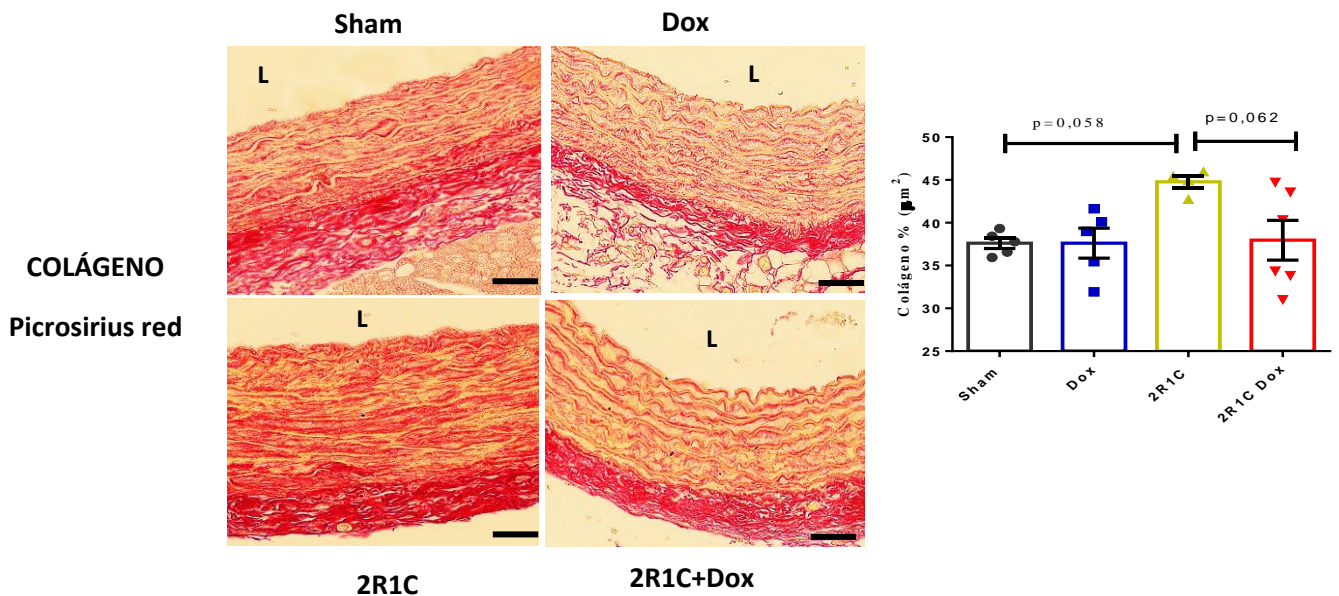 Sham
Dox
L
L
COLÁGENO
Picrosirius red
L
L
2R1C
2R1C+Dox
p=0,058
p=0,062
Colágeno % (μm²)
50
45
40
35
30
25
Sham
Dox
2R1C
2R1C Dox